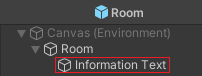 Room
Canvas (Environment)
Room
Information Text